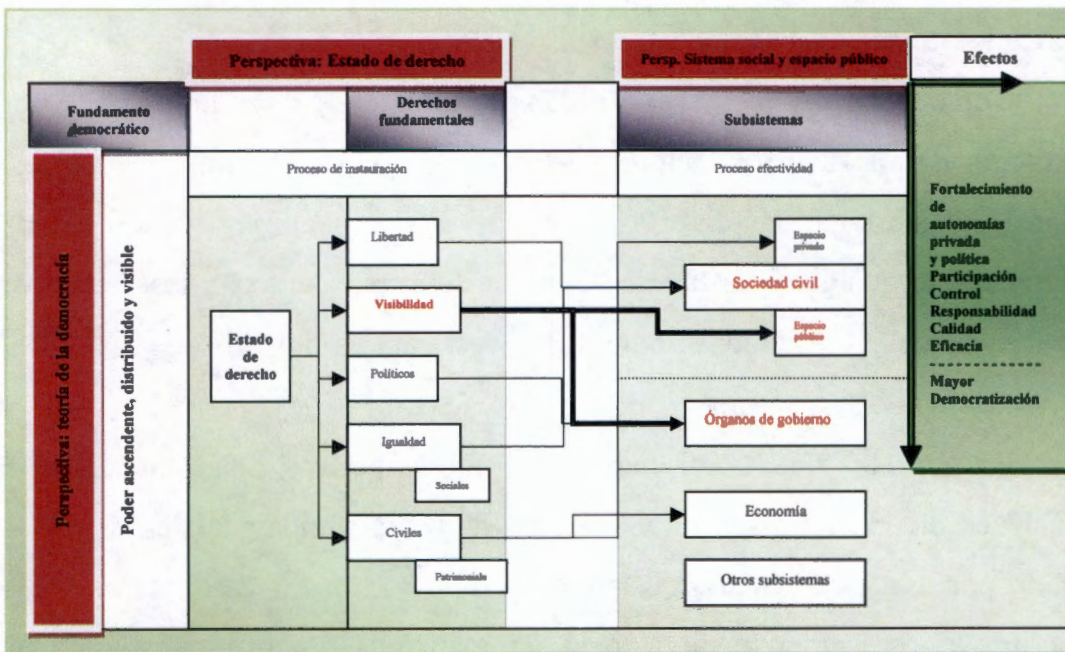 Perspectiva: Estado de derecho
Persp. Sistema social y espacio público
Efectos
Fundamento
democrático
Derechos
fundamentales
Subsistemas
Proceso de instauración
Proceso efectividad
Perspectiva: teoría de la democracia
Poder ascendente, distribuido y visible
Estado
de
derecho
Libertad
Visibilidad
Políticos
Igualdad
Sociales
Civiles
Patrimoniale
Espacio
privado
Sociedad civil
Espacio
público
Órganos de gobierno
Economía
Otros subsistemas
Fortalecimiento
de
autonomías
privada
y política
Participación
Control
Responsabilidad
Calidad
Eficacia
Mayor
Democratización